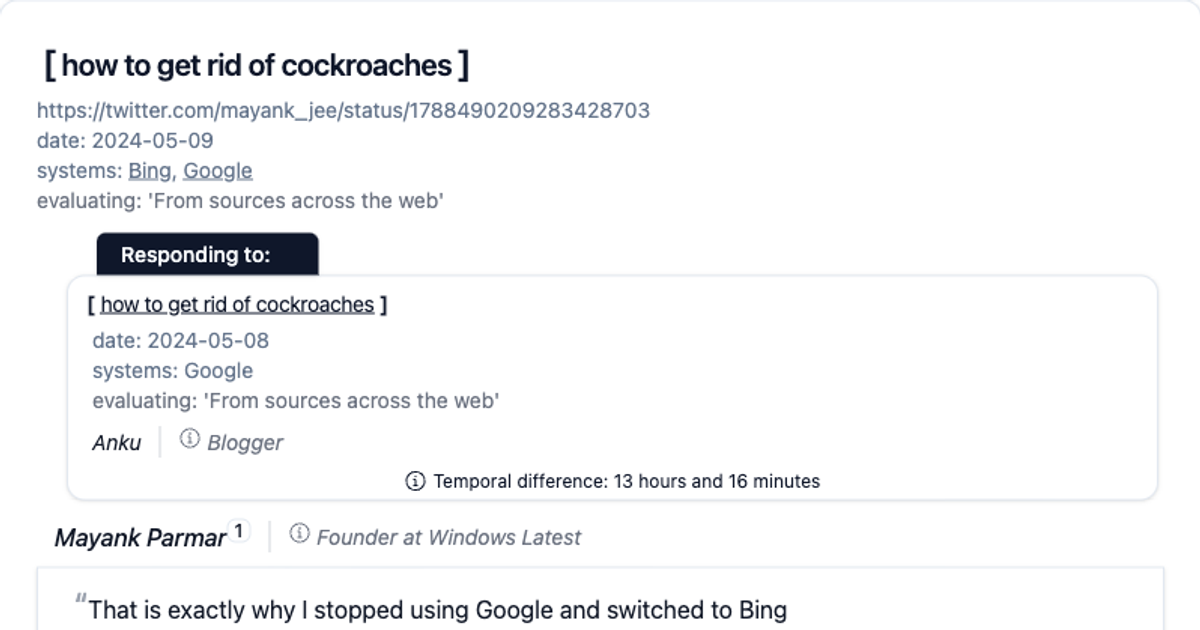 [ how to get rid of cockroaches ]
https://twitter.com/mayank_jee/status/1788490209283428703
date: 2024-05-09
systems: Bing, Google
evaluating: 'From sources across the web'
Responding to:
[ how to get rid of cockroaches ]
date: 2024-05-08
systems: Google
evaluating: 'From sources across the web'
Anku | ⓘ Blogger
ⓘ Temporal difference: 13 hours and 16 minutes
Mayank Parmar 1 | ⓘ Founder at Windows Latest
“That is exactly why I stopped using Google and switched to Bing